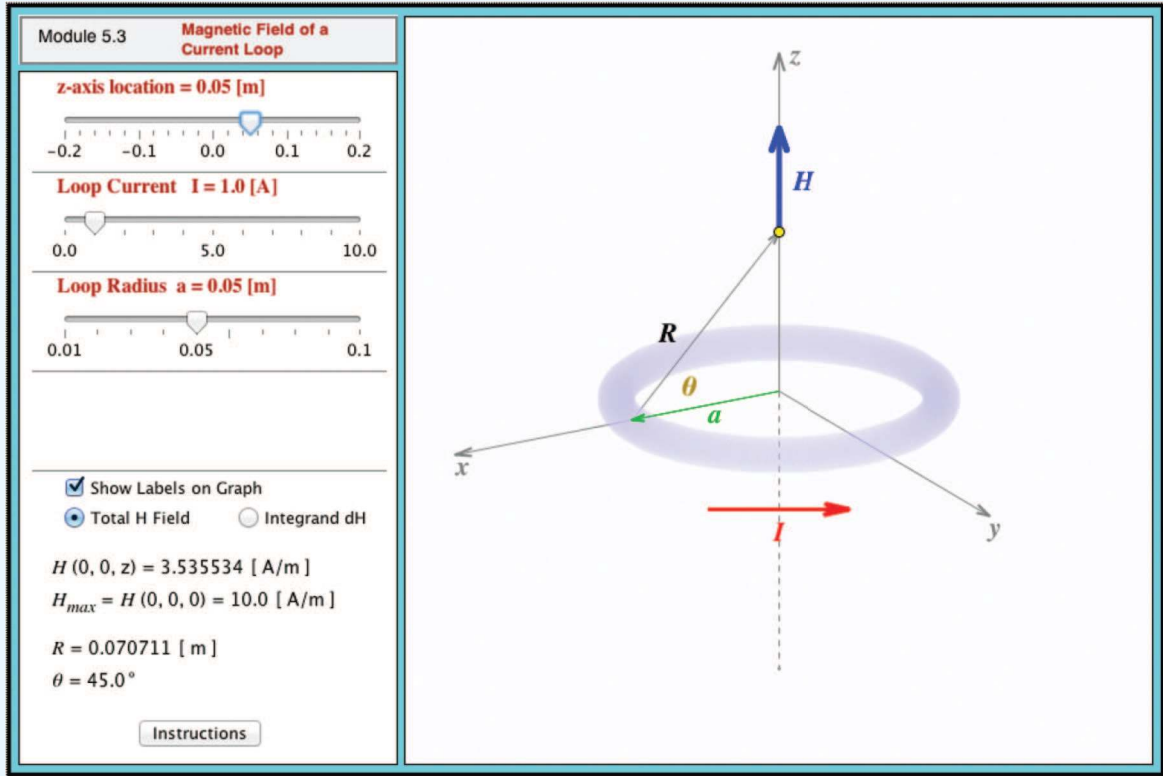 Module 5.3
Magnetic Field of a
Current Loop
z-axis location = 0.05 [m]
-0.2 -0.1 0.0 0.1 0.2
Loop Current I = 1.0 [A]
0.0 5.0 10.0
Loop Radius a = 0.05 [m]
0.01 0.05 0.1
Show Labels on Graph
Total H Field Integrand dH
H (0, 0, z) = 3.535534 [ A/m ]
Hmax = H (0, 0, 0) = 10.0 [ A/m ]
R = 0.070711 [ m ]
θ = 45.0°
Instructions
z
H
R
θ
a
x
I
y